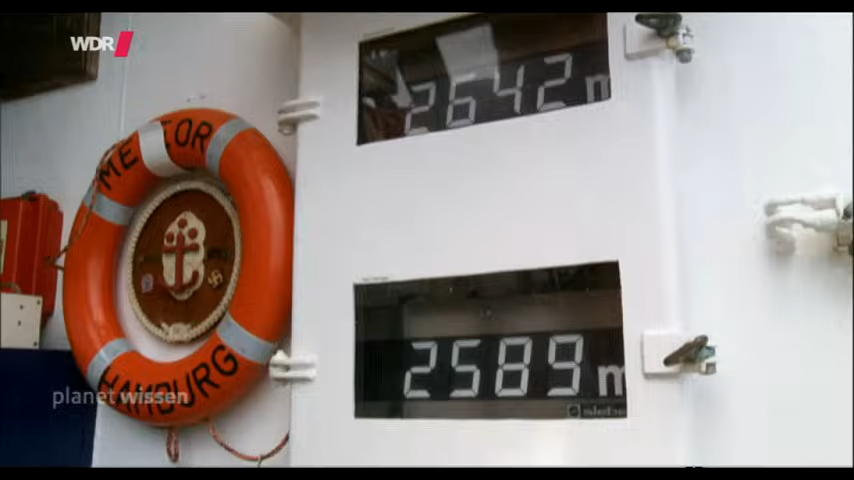 WDR
2642 m
METEOR
2589 m
HAMBURG
planet wissen